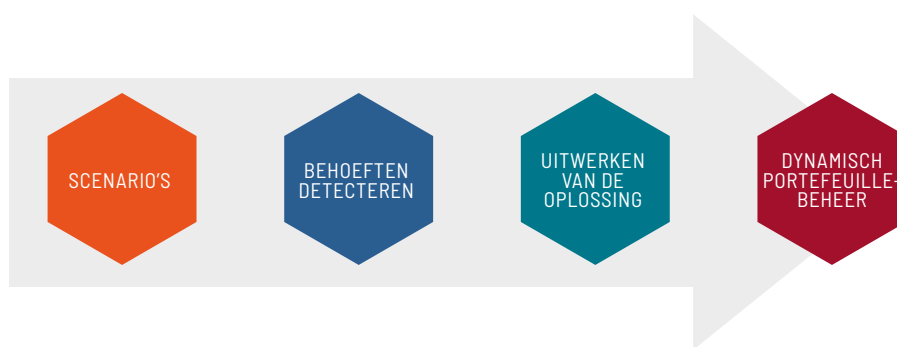 SCENARIO'S
BEHOEFTEN
DETECTEREN
UITWERKEN
VAN DE
OPLOSSING
DYNAMISCH
PORTEFEUILLE-
BEHEER